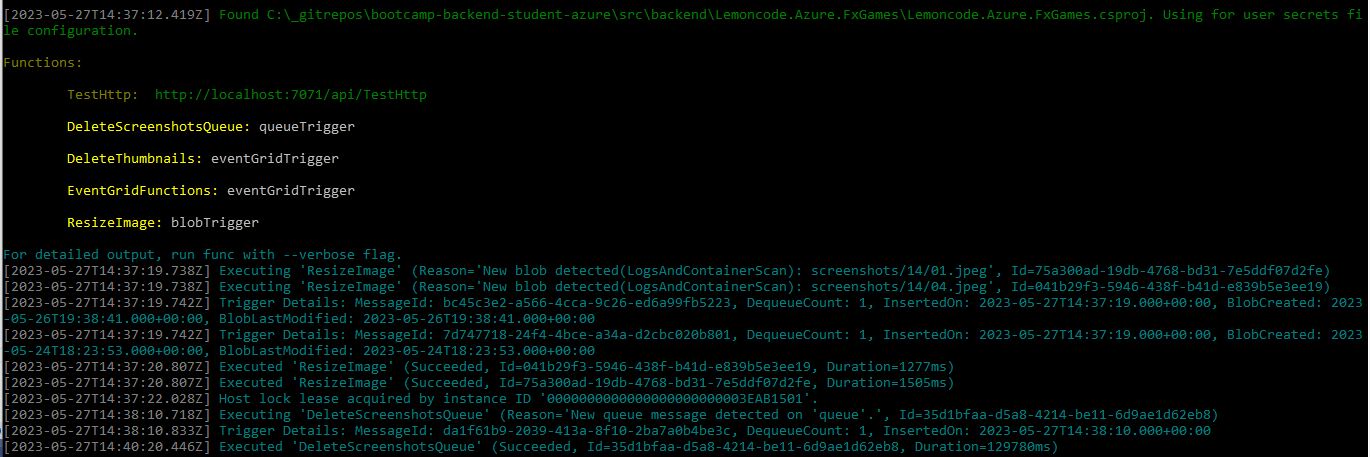 [2023-05-27T14:37:12.419Z] Found C:\_gitrepos\bootcamp-backend-student-azure\src\backend\Lemoncode.Azure.FxGames\Lemoncode.Azure.FxGames.csproj. Using for user secrets fi
le configuration.
Functions:
TestHttp:  http://localhost:7071/api/TestHttp
DeleteScreenshotsQueue: queueTrigger
DeleteThumbnails: eventGridTrigger
EventGridFunctions: eventGridTrigger
ResizeImage: blobTrigger
For detailed output, run func with --verbose flag.
[2023-05-27T14:37:19.738Z] Executing 'ResizeImage' (Reason='New blob detected(LogsAndContainerScan): screenshots/14/01.jpeg', Id=75a300ad-19db-4768-bd31-7e5ddf07d2fe)
[2023-05-27T14:37:19.738Z] Executing 'ResizeImage' (Reason='New blob detected(LogsAndContainerScan): screenshots/14/04.jpeg', Id=041b29f3-5946-438f-b41d-e839b5e3ee19)
[2023-05-27T14:37:19.742Z] Trigger Details: MessageId: bc45c3e2-a566-4cca-9c26-ed6a99fb5223, DequeueCount: 1, InsertedOn: 2023-05-27T14:37:19.000+00:00, BlobCreated: 2023
-05-26T19:38:41.000+00:00, BlobLastModified: 2023-05-26T19:38:41.000+00:00
[2023-05-27T14:37:19.742Z] Trigger Details: MessageId: 7d747718-24f4-4bce-a34a-d2cbc020b801, DequeueCount: 1, InsertedOn: 2023-05-27T14:37:19.000+00:00, BlobCreated: 2023
-05-24T18:23:53.000+00:00, BlobLastModified: 2023-05-24T18:23:53.000+00:00
[2023-05-27T14:37:20.807Z] Executed 'ResizeImage' (Succeeded, Id=041b29f3-5946-438f-b41d-e839b5e3ee19, Duration=1277ms)
[2023-05-27T14:37:20.807Z] Executed 'ResizeImage' (Succeeded, Id=75a300ad-19db-4768-bd31-7e5ddf07d2fe, Duration=1505ms)
[2023-05-27T14:37:22.028Z] Host lock lease acquired by instance ID '0000000000000000000000003EAB1501'.
[2023-05-27T14:38:10.718Z] Executing 'DeleteScreenshotsQueue' (Reason='New queue message detected on 'queue'.', Id=35d1bfaa-d5a8-4214-be11-6d9ae1d62eb8)
[2023-05-27T14:38:10.833Z] Trigger Details: MessageId: da1f61b9-2039-413a-8f10-2ba7a0b4be3c, DequeueCount: 1, InsertedOn: 2023-05-27T14:38:10.000+00:00
[2023-05-27T14:40:20.446Z] Executed 'DeleteScreenshotsQueue' (Succeeded, Id=35d1bfaa-d5a8-4214-be11-6d9ae1d62eb8, Duration=129780ms)